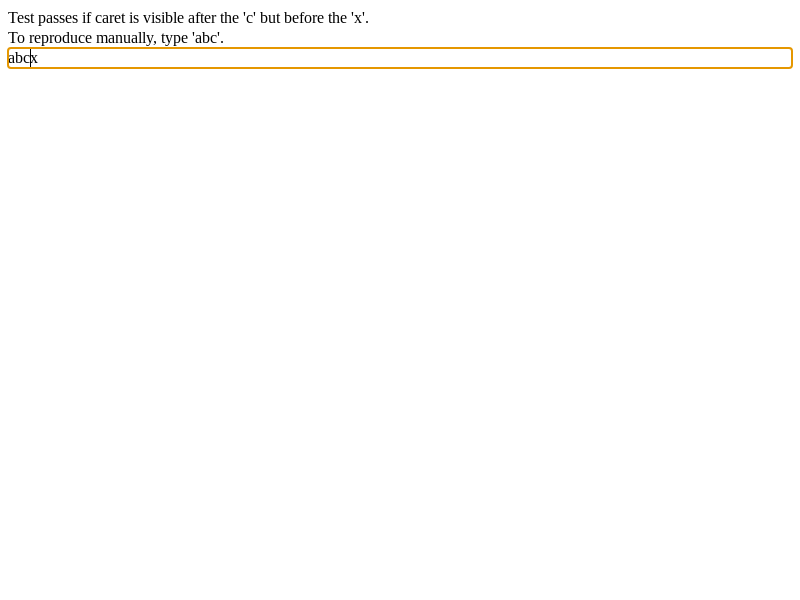 Test passes if caret is visible after the 'c' but before the 'x'.
To reproduce manually, type 'abc'.
abcx